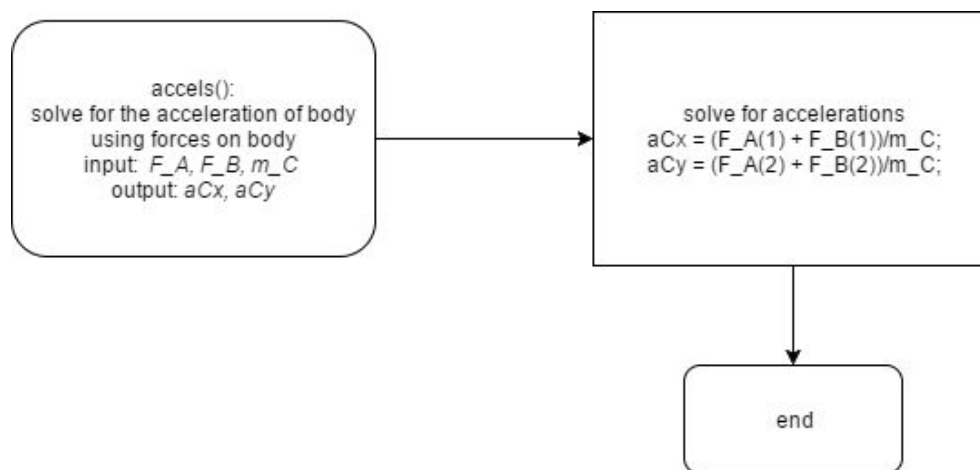 accels():
solve for the acceleration of body
using forces on body
input: F_A, F_B, m_C
output: aCx, aCy
solve for accelerations
aCx = (F_A(1) + F_B(1))/m_C;
aCy = (F_A(2) + F_B(2))/m_C;
end